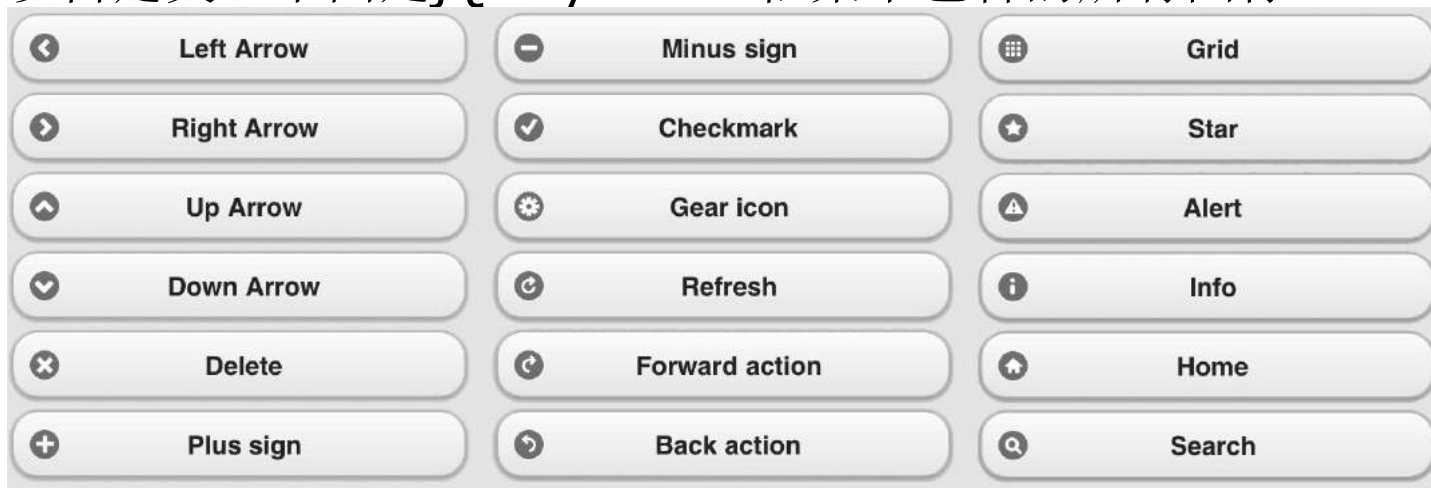 Left Arrow
Minus sign
Grid
Right Arrow
Checkmark
Star
Up Arrow
Gear icon
Alert
Down Arrow
Refresh
Info
Delete
Forward action
Home
Plus sign
Back action
Search